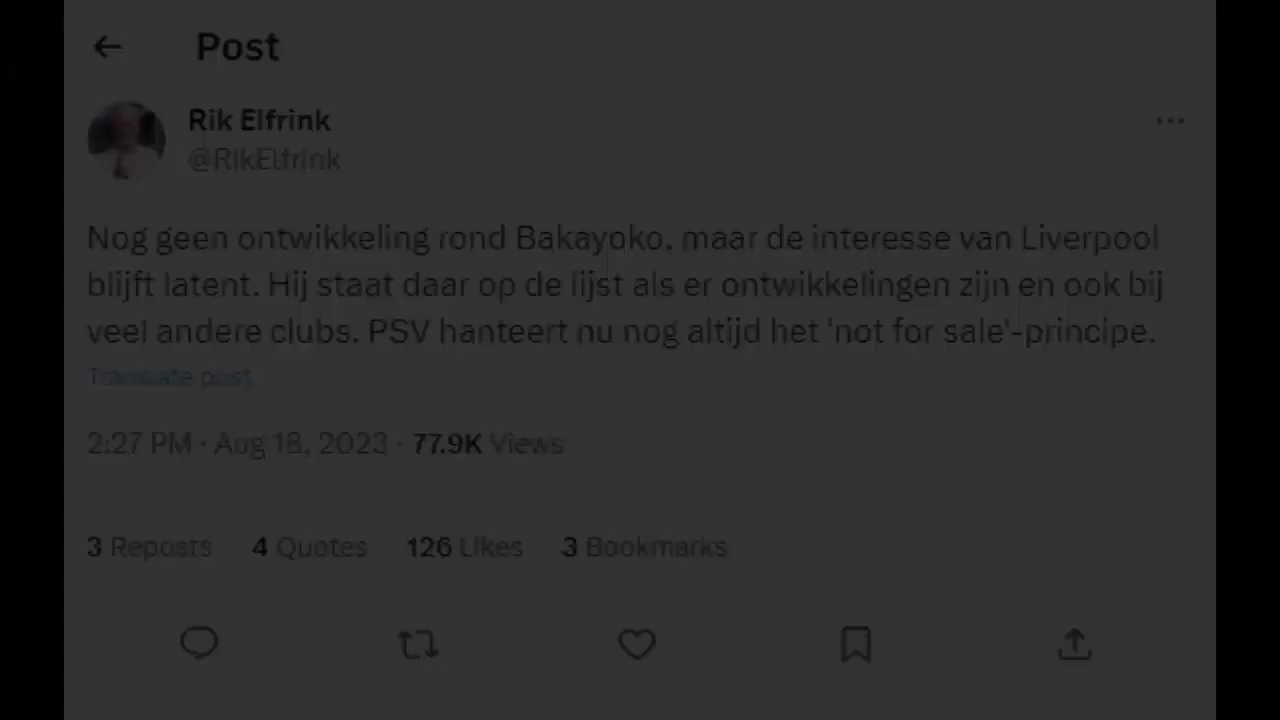 Post
Rik Elfrink
@RikElfrink
Nog geen ontwikkeling rond Bakayoko, maar de interesse van Liverpool
blijft latent. Hij staat daar op de lijst als er ontwikkelingen zijn en ook bij
veel andere clubs. PSV hanteert nu nog altijd het 'not for sale'-principe.
Translate post
2:27 PM · Aug 18, 2023 · 77.9K Views
3 Reposts 4 Quotes 126 Likes 3 Bookmarks